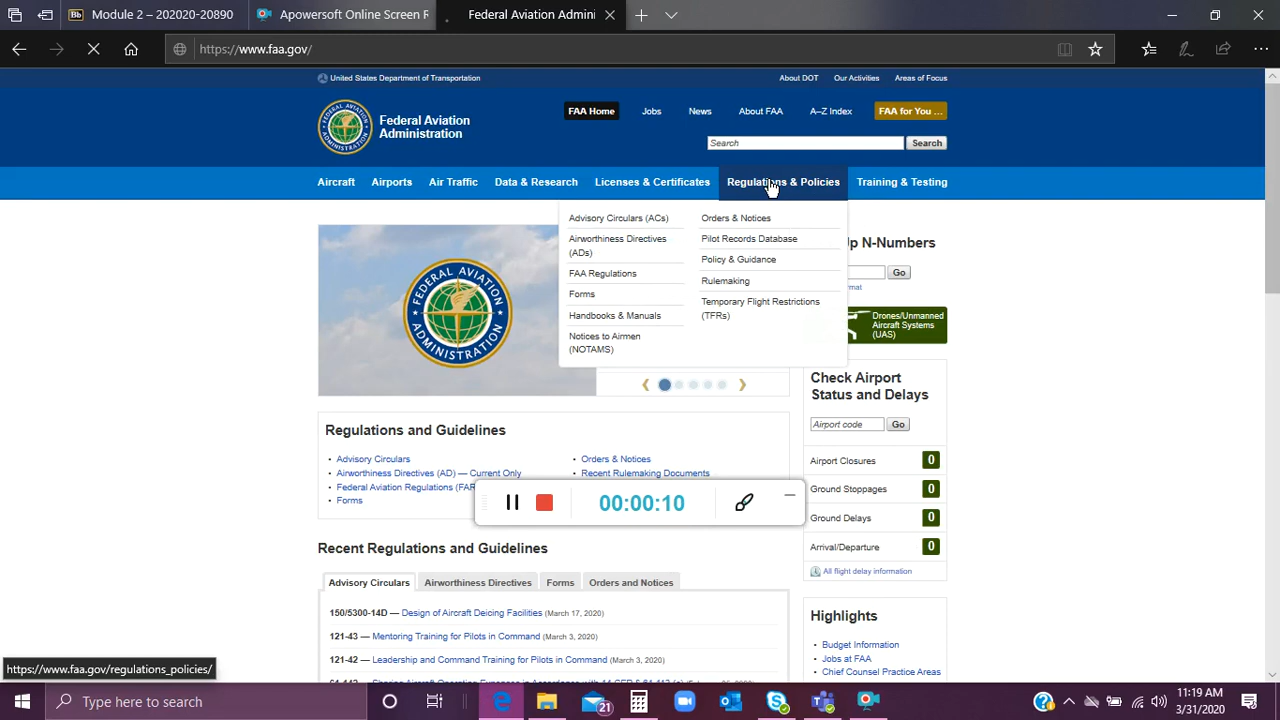 Module 2 – 202020-20890
Apowersoft Online Screen R
Federal Aviation Admini
https://www.faa.gov/
United States Department of Transportation
About DOT Our Activities Areas of Focus
Federal Aviation
Administration
FAA Home Jobs News About FAA A–Z Index FAA for You ...
Search Search
Aircraft Airports Air Traffic Data & Research Licenses & Certificates Regulations & Policies Training & Testing
Advisory Circulars (ACs)
Airworthiness Directives
(ADs)
FAA Regulations
Forms
Handbooks & Manuals
Notices to Airmen
(NOTAMS)
Orders & Notices
Pilot Records Database
Policy & Guidance
Rulemaking
Temporary Flight Restrictions
(TFRs)
FEDERAL AVIATION
ADMINISTRATION
N-Numbers
Go
Drones/Unmanned
Aircraft Systems
(UAS)
Check Airport
Status and Delays
Airport code Go
Airport Closures 0
Ground Stoppages 0
Ground Delays 0
Arrival/Departure 0
All flight delay information
Regulations and Guidelines
Advisory Circulars
Airworthiness Directives (AD) — Current Only
Federal Aviation Regulations (FAR
Forms
Orders & Notices
Recent Rulemaking Documents
00:00:10
Recent Regulations and Guidelines
Advisory Circulars Airworthiness Directives Forms Orders and Notices
150/5300-14D — Design of Aircraft Deicing Facilities (March 17, 2020)
121-43 — Mentoring Training for Pilots in Command (March 3, 2020)
121-42 — Leadership and Command Training for Pilots in Command (March 3, 2020)
Highlights
Budget Information
Jobs at FAA
Chief Counsel Practice Areas
https://www.faa.gov/regulations_policies/
Type here to search
21
11:19 AM
3/31/2020